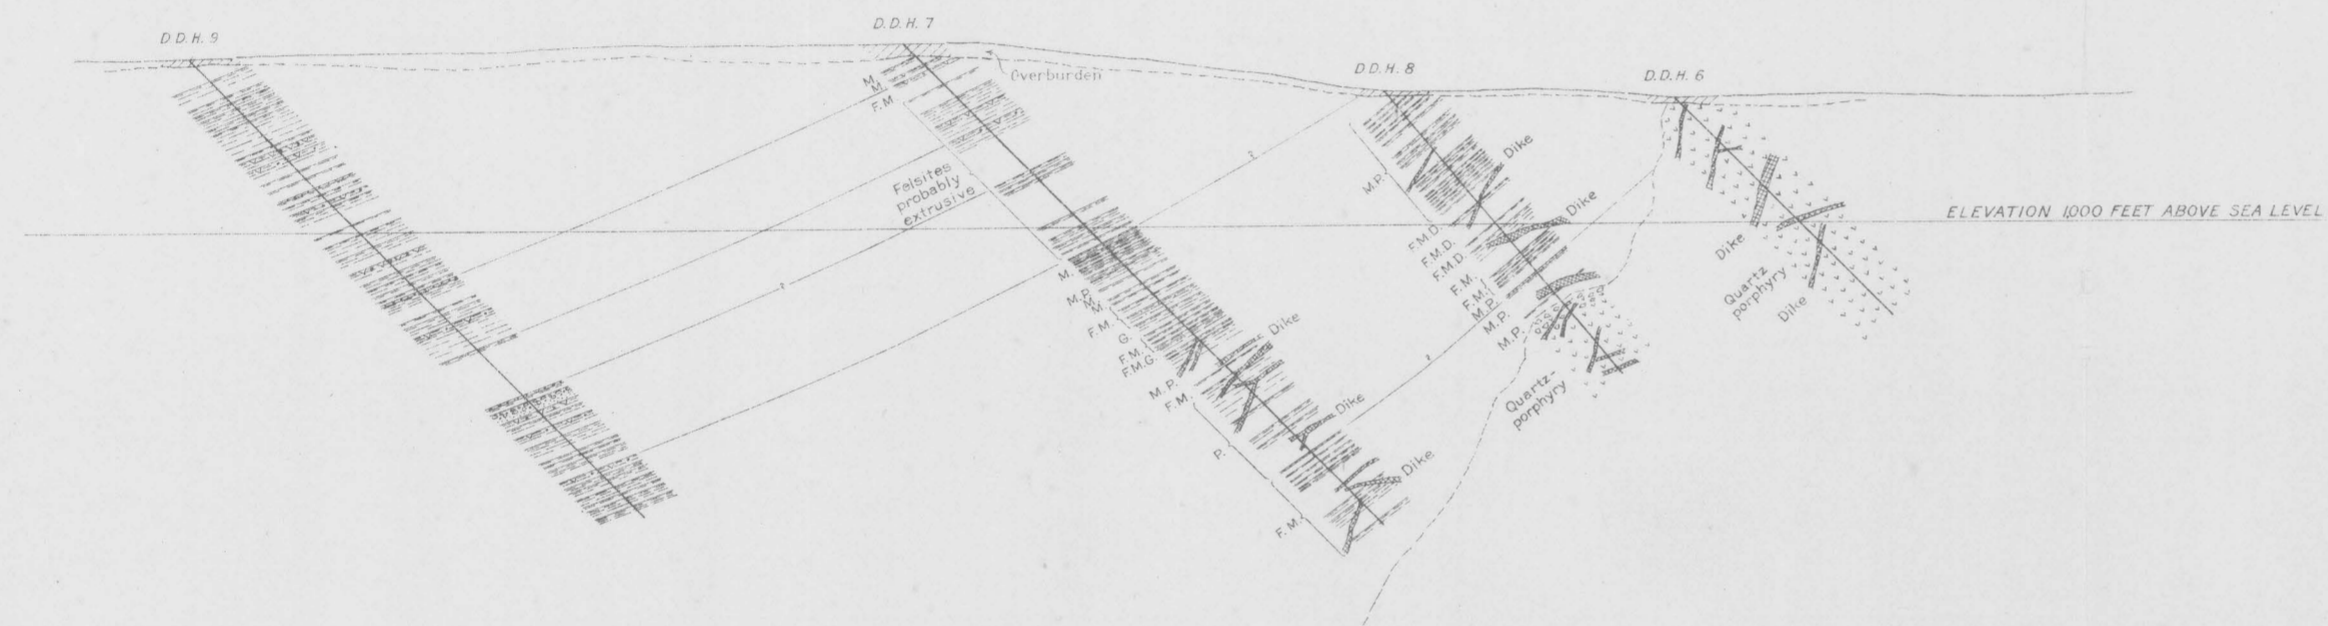 D.D.H. 9
D.D.H. 7
D.D.H. 8
D.D.H. 6
Overburden
M.
M.
F.M.
Felsites
probably
extrusive
?
?
?
ELEVATION 1,000 FEET ABOVE SEA LEVEL
M.
M.P.
M.
F.M.
G.
F.M.
F.M.G.
M.P.
F.M.
P.
F.M.
Dike
Dike
Dike
M.P.
F.M.D.
F.M.D.
F.M.D.
F.M.
F.M.
M.P.
M.P.
M.P.
Dike
Dike
Quartz-
porphyry
Dike
Quartz
porphyry
Dike